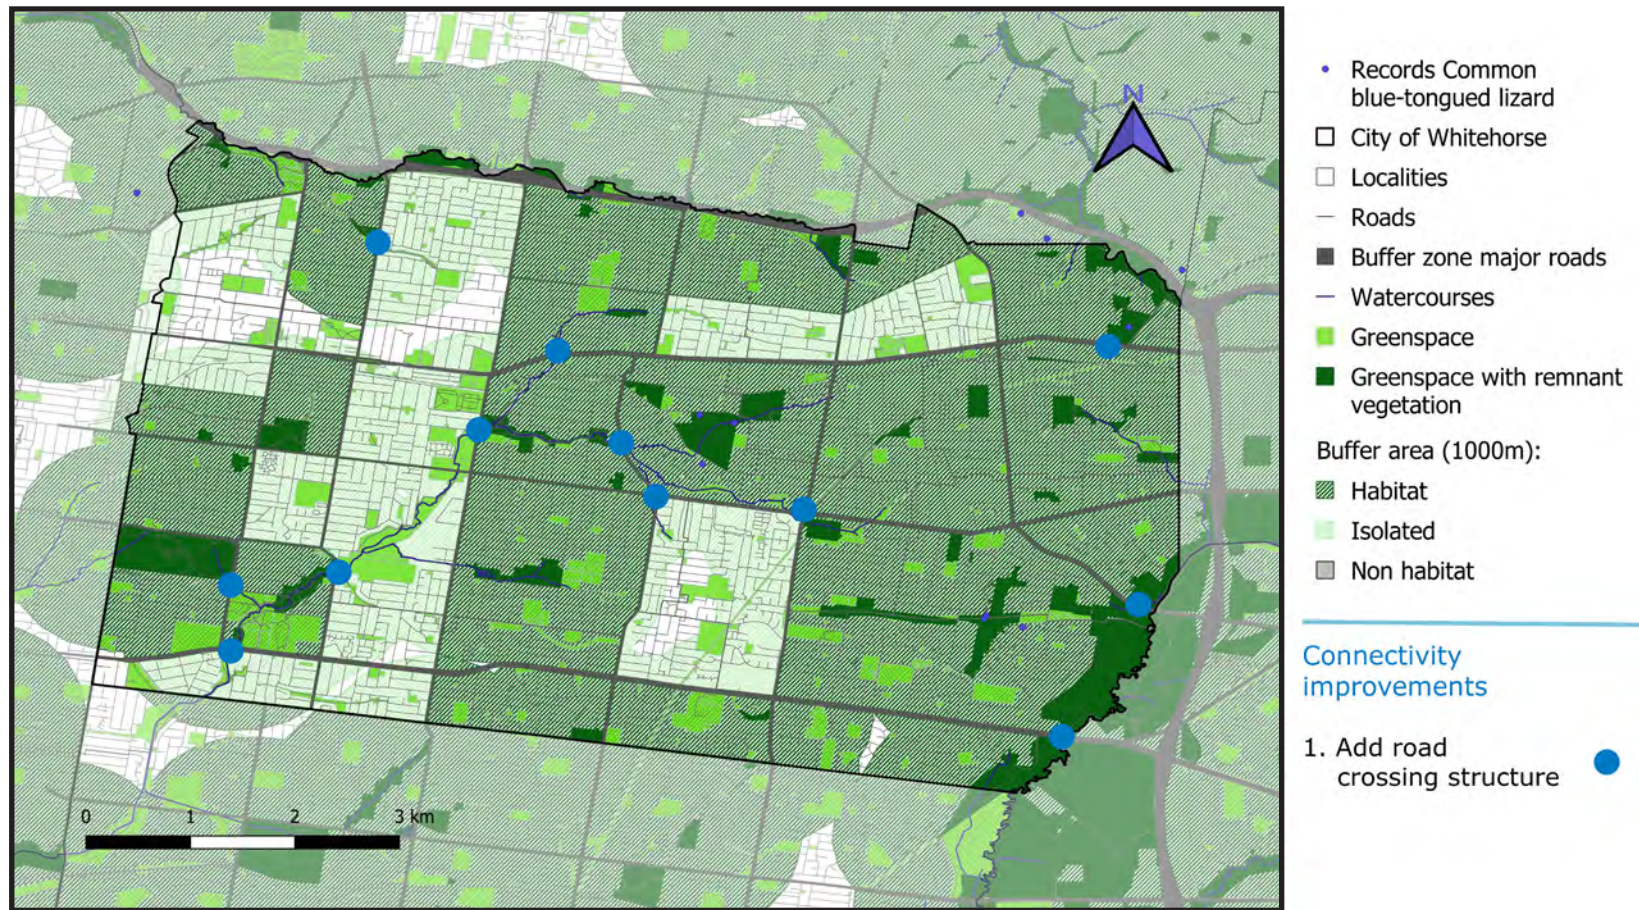 N
0 1 2 3 km
Records Common
blue-tongued lizard
City of Whitehorse
Localities
Roads
Buffer zone major roads
Watercourses
Greenspace
Greenspace with remnant
vegetation
Buffer area (1000m):
Habitat
Isolated
Non habitat
Connectivity
improvements
1. Add road
crossing structure